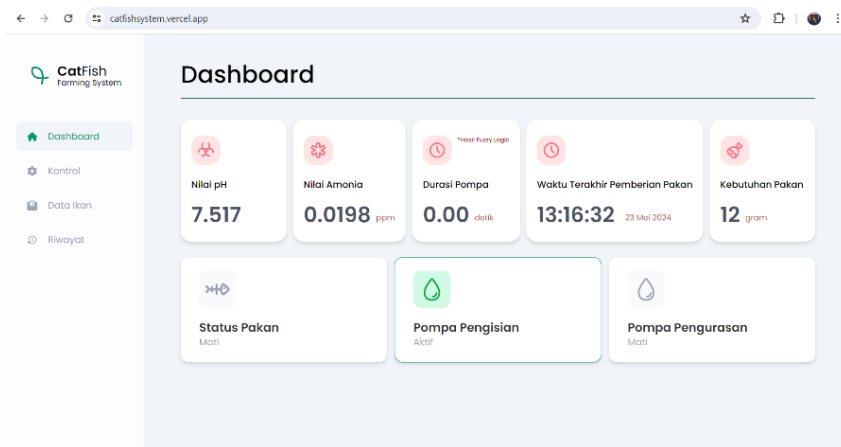 catfishsystem.vercel.app
CatFish
Farming System
Dashboard
Kontrol
Data Ikan
Riwayat
Dashboard
Nilai pH
7.517
Nilai Amonia
0.0198 ppm
*Hasil Fuzzy Logic
Durasi Pompa
0.00 detik
Waktu Terakhir Pemberian Pakan
13:16:32 23 Mei 2024
Kebutuhan Pakan
12 gram
Status Pakan
Mati
Pompa Pengisian
Aktif
Pompa Pengurasan
Mati